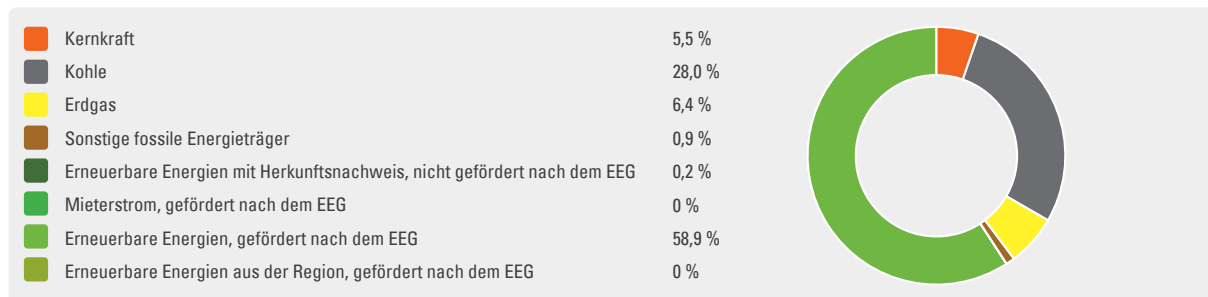 Kernkraft 5,5 %
Kohle 28,0 %
Erdgas 6,4 %
Sonstige fossile Energieträger 0,9 %
Erneuerbare Energien mit Herkunftsnachweis, nicht gefördert nach dem EEG 0,2 %
Mieterstrom, gefördert nach dem EEG 0 %
Erneuerbare Energien, gefördert nach dem EEG 58,9 %
Erneuerbare Energien aus der Region, gefördert nach dem EEG 0 %